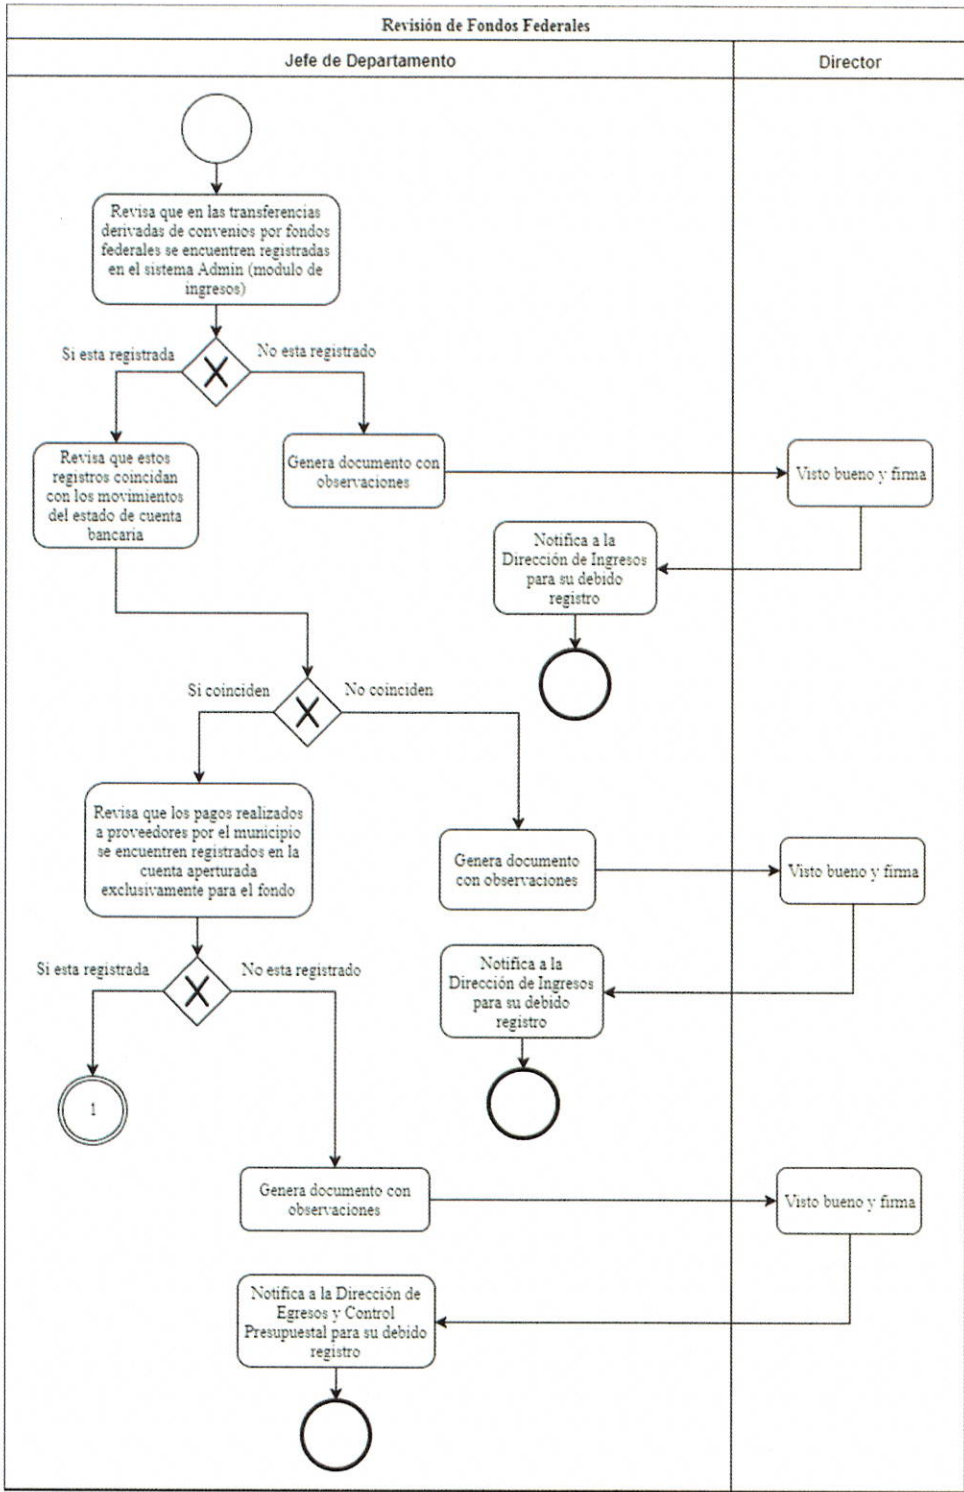 Revisión de Fondos Federales
Jefe de Departamento
Director
Revisa que en las transferencias
derivadas de convenios por fondos
federales se encuentren registradas
en el sistema Admin (modulo de
ingresos)
Si esta registrada
No esta registrado
Revisa que estos
registros coincidan
con los movimientos
del estado de cuenta
bancaria
Genera documento con
observaciones
Visto bueno y firma
Notifica a la
Dirección de Ingresos
para su debido
registro
Si coinciden
No coinciden
Revisa que los pagos realizados
a proveedores por el municipio
se encuentren registrados en la
cuenta aperturada
exclusivamente para el fondo
Genera documento
con observaciones
Visto bueno y firma
Notifica a la
Dirección de Ingresos
para su debido
registro
Si esta registrada
No esta registrado
1
Genera documento con
observaciones
Visto bueno y firma
Notifica a la Dirección de
Egresos y Control
Presupuestal para su debido
registro